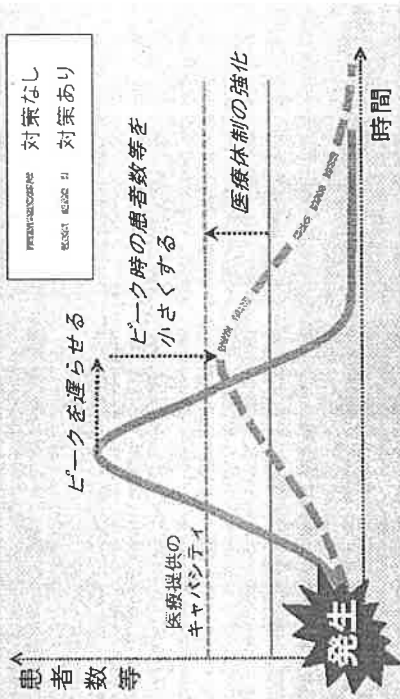 患者数等
対策なし
対策あり
ピークを遅らせる
ピーク時の患者数等を
小さくする
医療提供の
キャパシティ
医療体制の強化
発生
時間